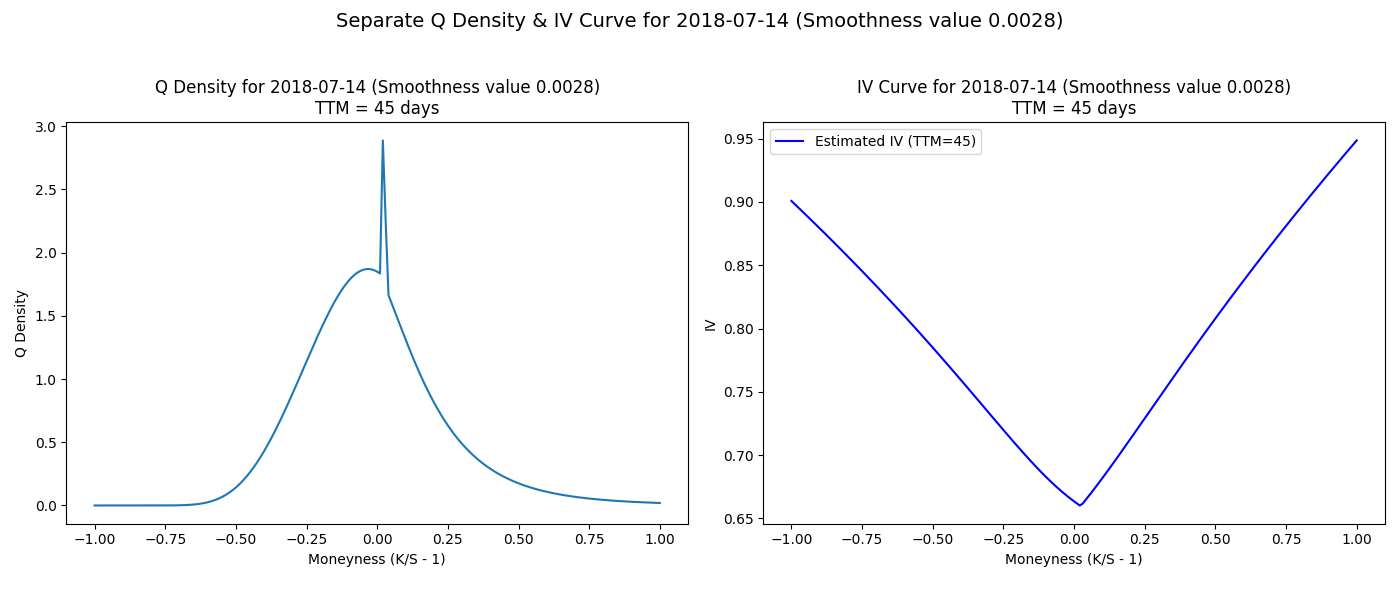 Separate Q Density & IV Curve for 2018-07-14 (Smoothness value 0.0028)
Q Density for 2018-07-14 (Smoothness value 0.0028)
TTM = 45 days
3.0
2.5
2.0
1.5
1.0
0.5
0.0
Q Density
−1.00 −0.75 −0.50 −0.25 0.00 0.25 0.50 0.75 1.00
Moneyness (K/S - 1)
IV Curve for 2018-07-14 (Smoothness value 0.0028)
TTM = 45 days
Estimated IV (TTM=45)
0.95
0.90
0.85
0.80
0.75
0.70
0.65
IV
−1.00 −0.75 −0.50 −0.25 0.00 0.25 0.50 0.75 1.00
Moneyness (K/S - 1)